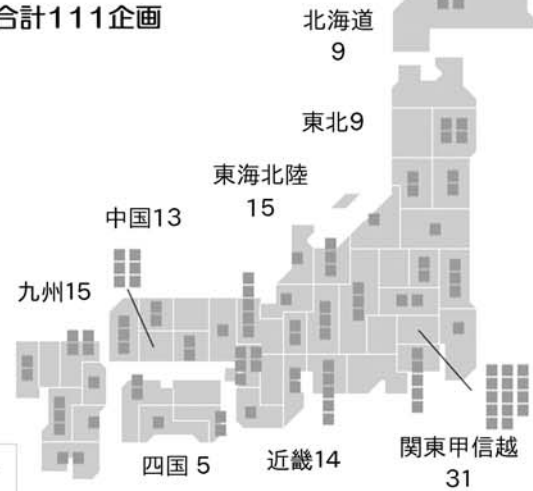 合計111企画
北海道
9
東北9
東海北陸
15
中国13
九州15
四国 5
近畿14
関東甲信越
31